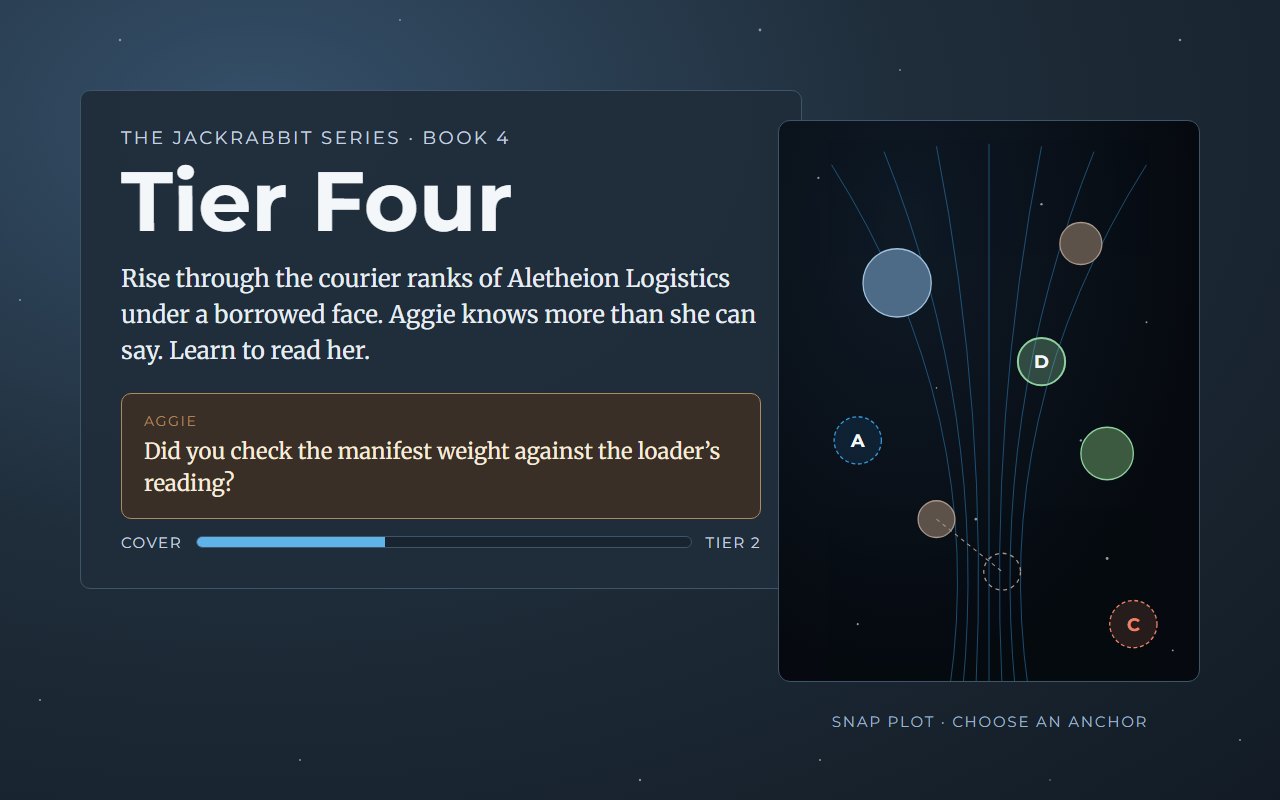 THE JACKRABBIT SERIES · BOOK 4
Tier Four
Rise through the courier ranks of Aletheion Logistics
under a borrowed face. Aggie knows more than she can
say. Learn to read her.
AGGIE
Did you check the manifest weight against the loader’s
reading?
COVER TIER 2
D
A
C
SNAP PLOT · CHOOSE AN ANCHOR